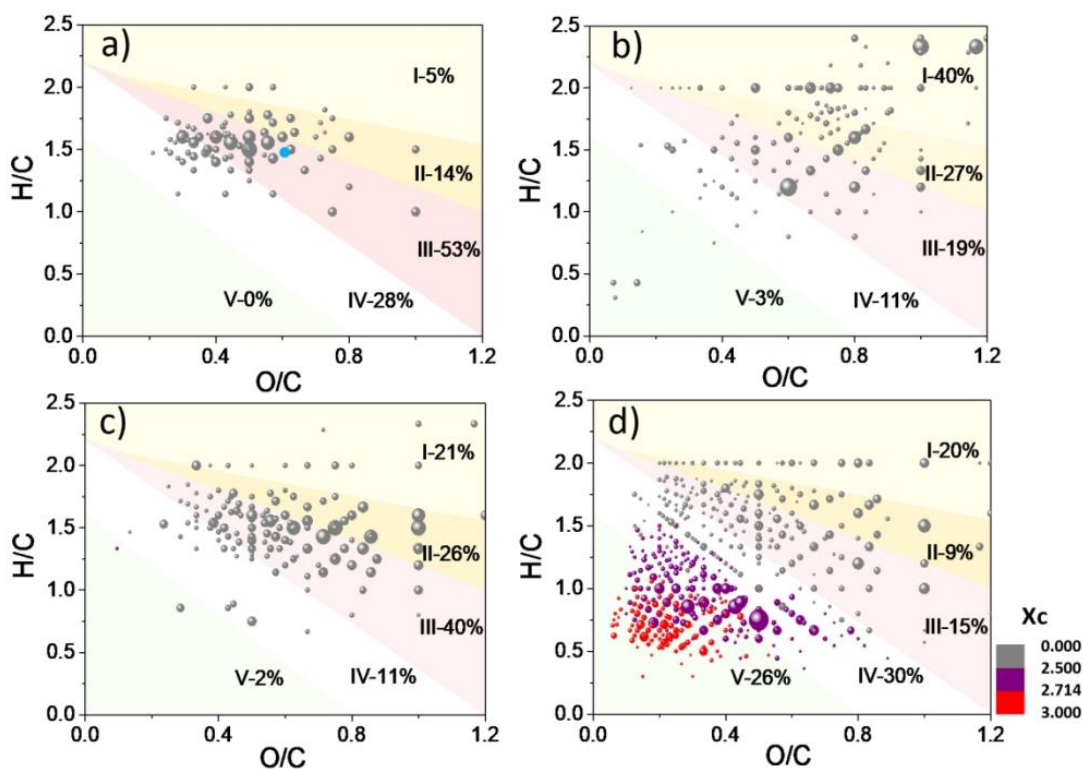 a)
2.5
2.0
1.5
1.0
0.5
0.0
H/C
I-5%
II-14%
III-53%
V-0% IV-28%
0.0 0.4 0.8 1.2
O/C
b)
2.5
2.0
1.5
1.0
0.5
0.0
H/C
I-40%
II-27%
III-19%
V-3% IV-11%
0.0 0.4 0.8 1.2
O/C
c)
2.5
2.0
1.5
1.0
0.5
0.0
H/C
I-21%
II-26%
III-40%
V-2% IV-11%
0.0 0.4 0.8 1.2
O/C
d)
2.5
2.0
1.5
1.0
0.5
0.0
H/C
I-20%
II-9%
III-15%
V-26% IV-30%
0.0 0.4 0.8 1.2
O/C
Xc
0.000
2.500
2.714
3.000